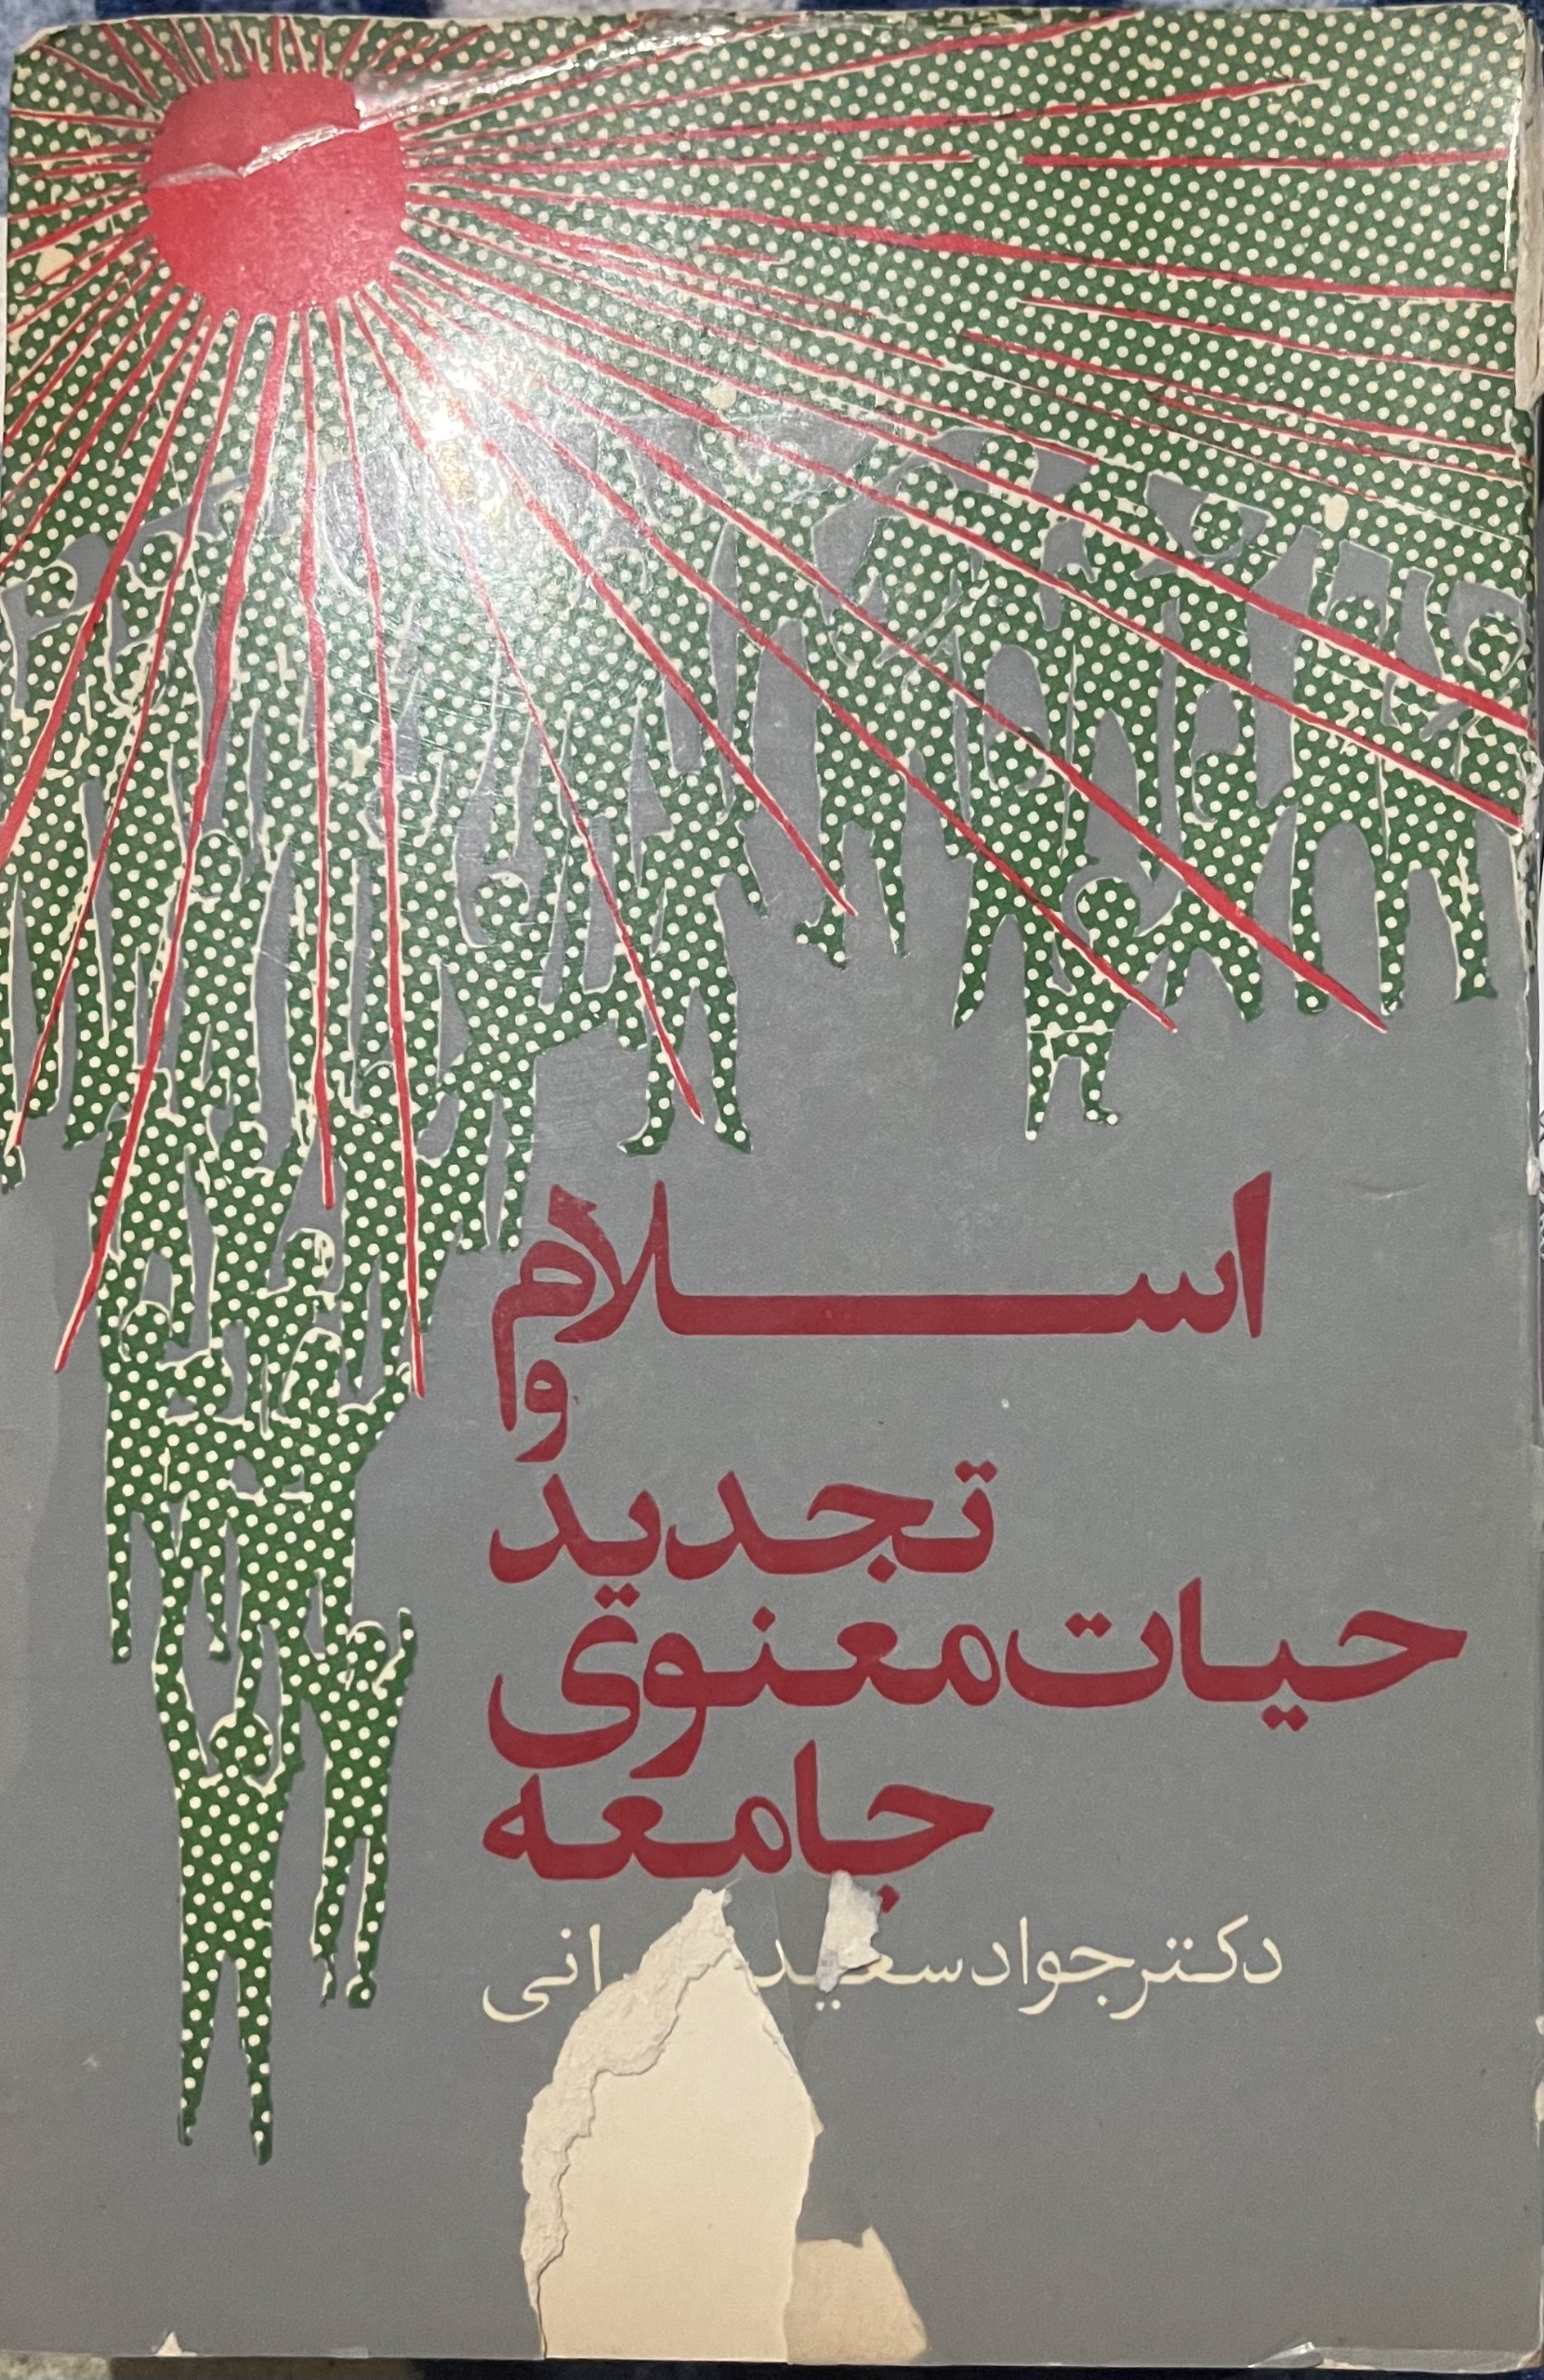 اسلام
و
تجدید
حیات معنوی
جامعه
دکتر جواد سعید